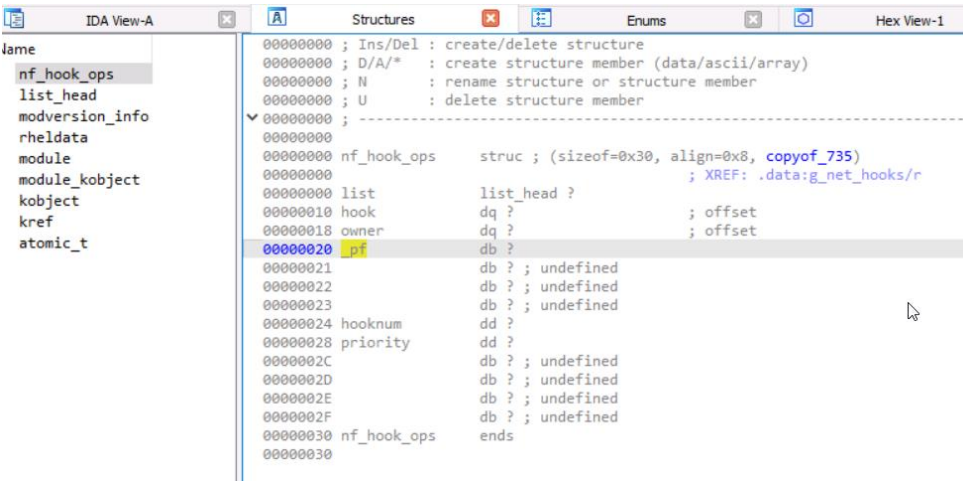 IDA View-A
Structures
Enums
Hex View-1
Name
nf_hook_ops
list_head
modversion_info
rheldata
module
module_kobject
kobject
kref
atomic_t
00000000 ; Ins/Del : create/delete structure
00000000 ; D/A/*   : create structure member (data/ascii/array)
00000000 ; N       : rename structure or structure member
00000000 ; U       : delete structure member
00000000 ; ---------------------------------------------------------------------------
00000000
00000000 nf_hook_ops     struc ; (sizeof=0x30, align=0x8, copyof_735)
00000000                                         ; XREF: .data:g_net_hooks/r
00000000 list            list_head ?
00000010 hook            dq ?                    ; offset
00000018 owner           dq ?                    ; offset
00000020 _pf             db ?
00000021                 db ? ; undefined
00000022                 db ? ; undefined
00000023                 db ? ; undefined
00000024 hooknum         dd ?
00000028 priority        dd ?
0000002C                 db ? ; undefined
0000002D                 db ? ; undefined
0000002E                 db ? ; undefined
0000002F                 db ? ; undefined
00000030 nf_hook_ops     ends
00000030